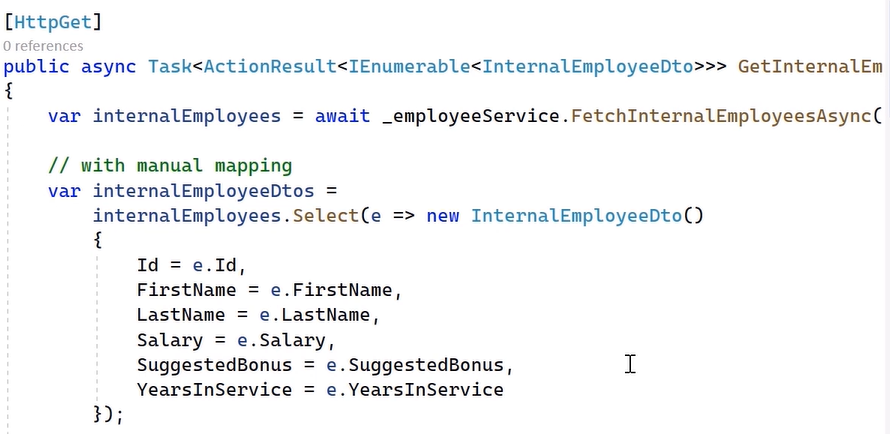 [HttpGet]
0 references
public async Task<ActionResult<IEnumerable<InternalEmployeeDto>>> GetInternalEm
{
var internalEmployees = await _employeeService.FetchInternalEmployeesAsync(
// with manual mapping
var internalEmployeeDtos =
internalEmployees.Select(e => new InternalEmployeeDto()
{
Id = e.Id,
FirstName = e.FirstName,
LastName = e.LastName,
Salary = e.Salary,
SuggestedBonus = e.SuggestedBonus,
YearsInService = e.YearsInService
});